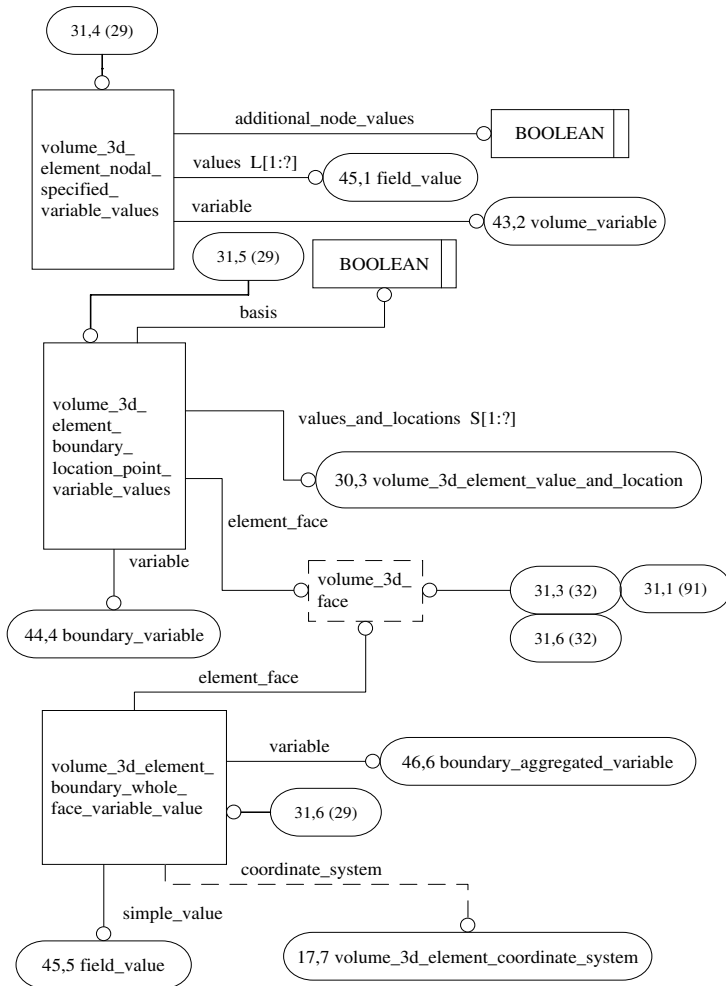 31,4 (29)
volume_3d_
element_nodal_
specified_
variable_values
additional_node_values
BOOLEAN
values L[1:?]
45,1 field_value
variable
43,2 volume_variable
31,5 (29)
BOOLEAN
basis
volume_3d_
element_
boundary_
location_point_
variable_values
values_and_locations S[1:?]
30,3 volume_3d_element_value_and_location
element_face
variable
44,4 boundary_variable
volume_3d_
face
31,3 (32)
31,1 (91)
31,6 (32)
element_face
volume_3d_element_
boundary_whole_
face_variable_value
variable
46,6 boundary_aggregated_variable
31,6 (29)
coordinate_system
simple_value
45,5 field_value
17,7 volume_3d_element_coordinate_system